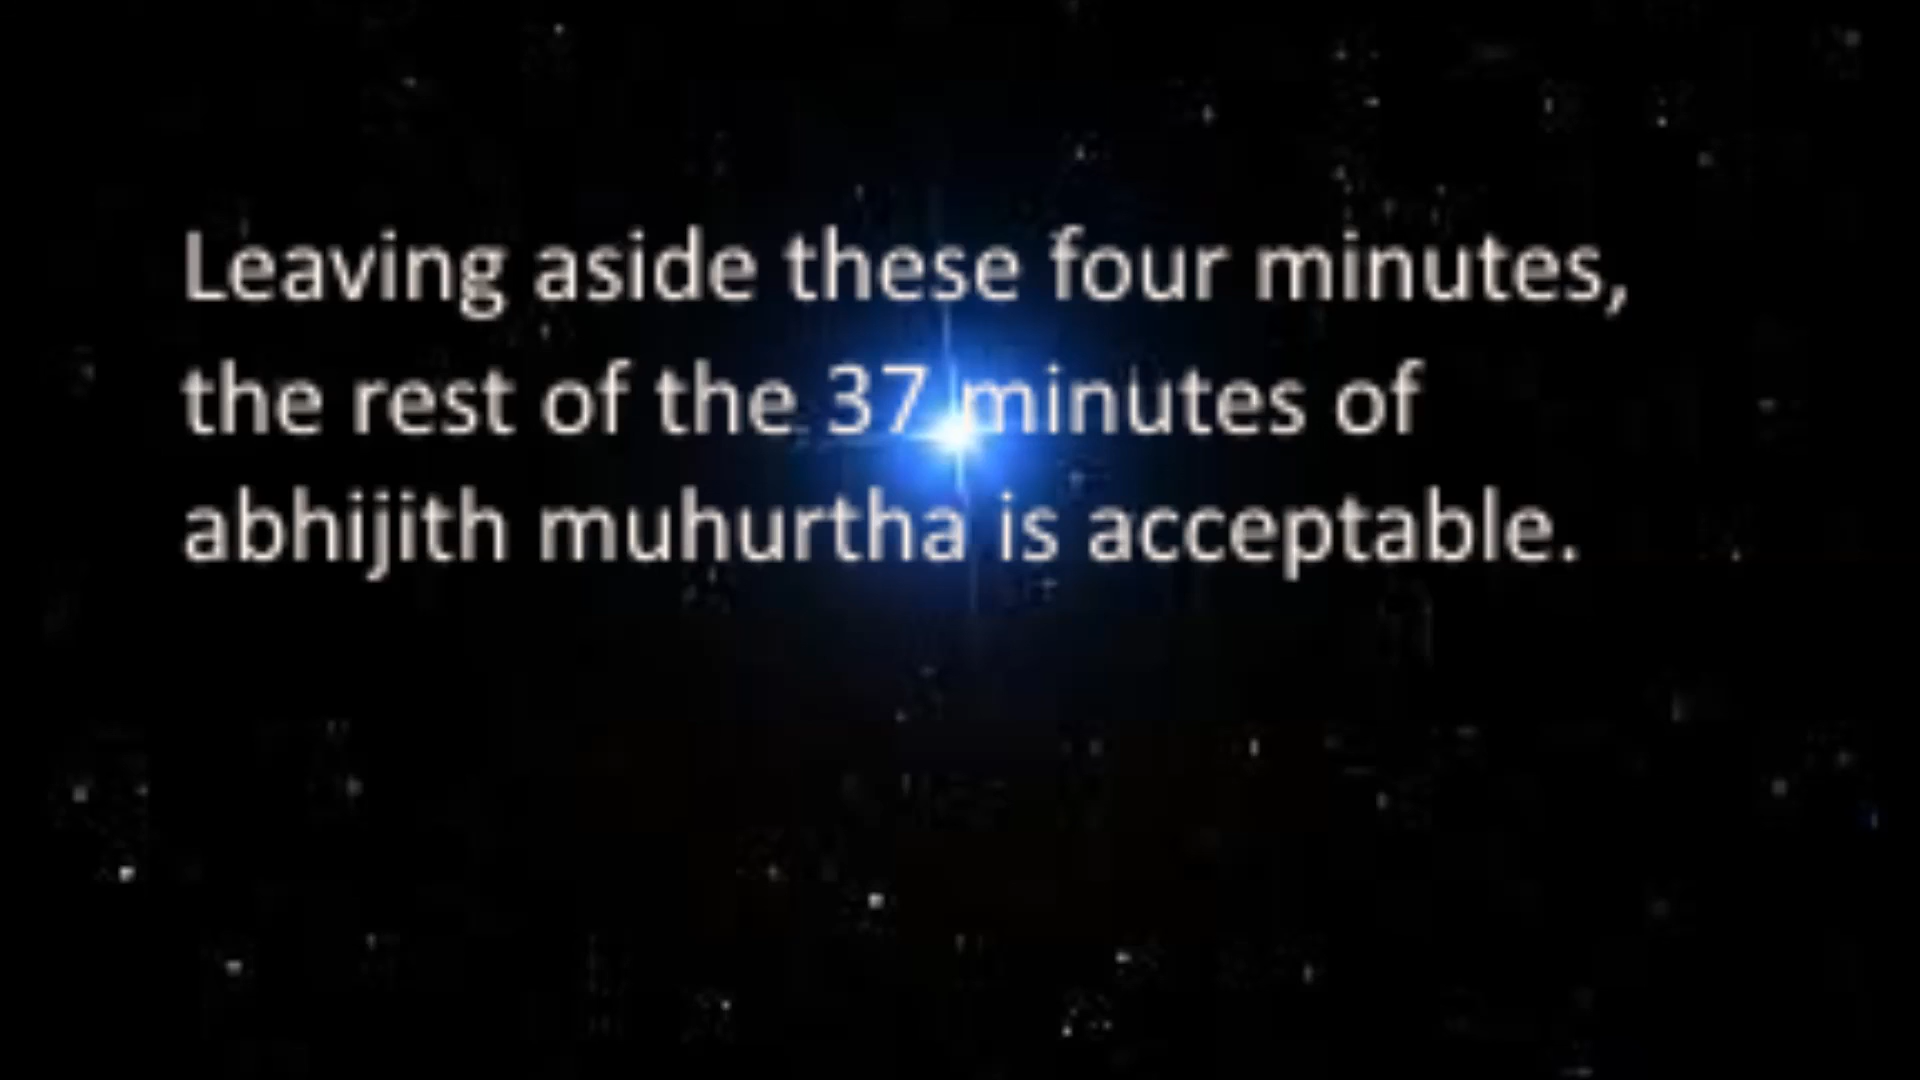 Leaving aside these four minutes,
the rest of the 37 minutes of
abhijith muhurtha is acceptable.